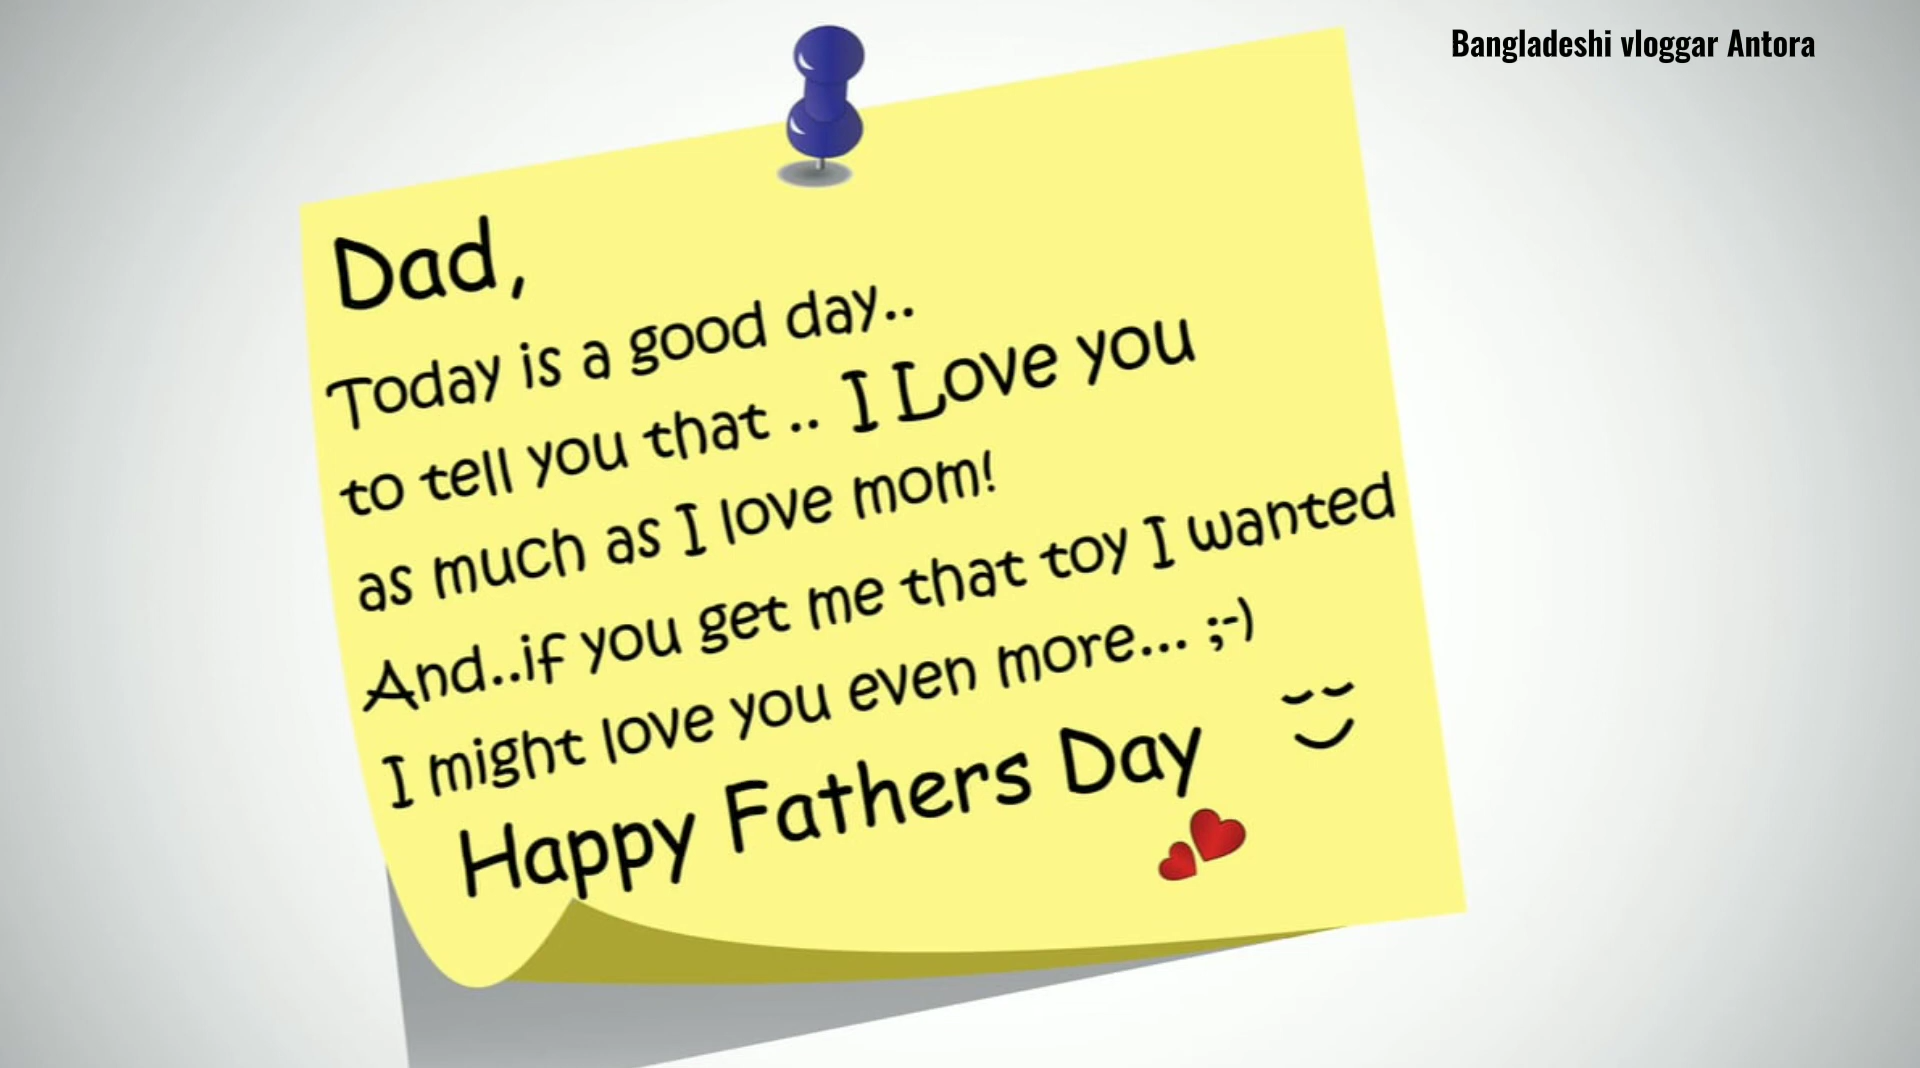 Bangladeshi vloggar Antora
Dad,
Today is a good day..
to tell you that .. I Love you
as much as I love mom!
And..if you get me that toy I wanted
I might love you even more... ;-)
Happy Fathers Day